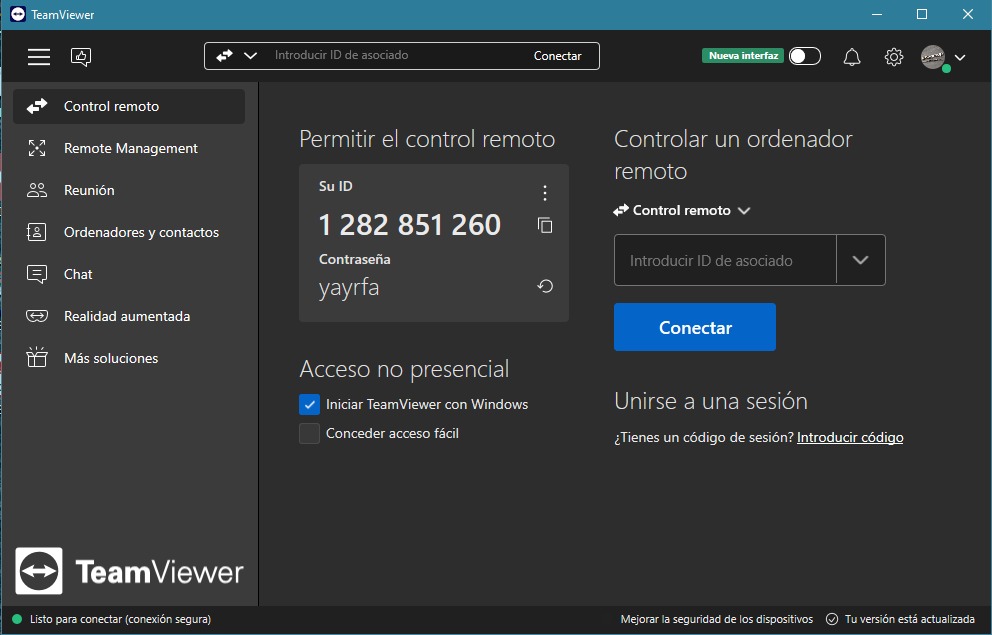 TeamViewer
Introducir ID de asociado
Conectar
Nueva interfaz
Control remoto
Remote Management
Reunión
Ordenadores y contactos
Chat
Realidad aumentada
Más soluciones
TeamViewer
Permitir el control remoto
Su ID
1 282 851 260
Contraseña
yayrfa
Acceso no presencial
Iniciar TeamViewer con Windows
Conceder acceso fácil
Controlar un ordenador
remoto
Control remoto
Introducir ID de asociado
Conectar
Unirse a una sesión
¿Tienes un código de sesión? Introducir código
Listo para conectar (conexión segura)
Mejorar la seguridad de los dispositivos
Tu versión está actualizada